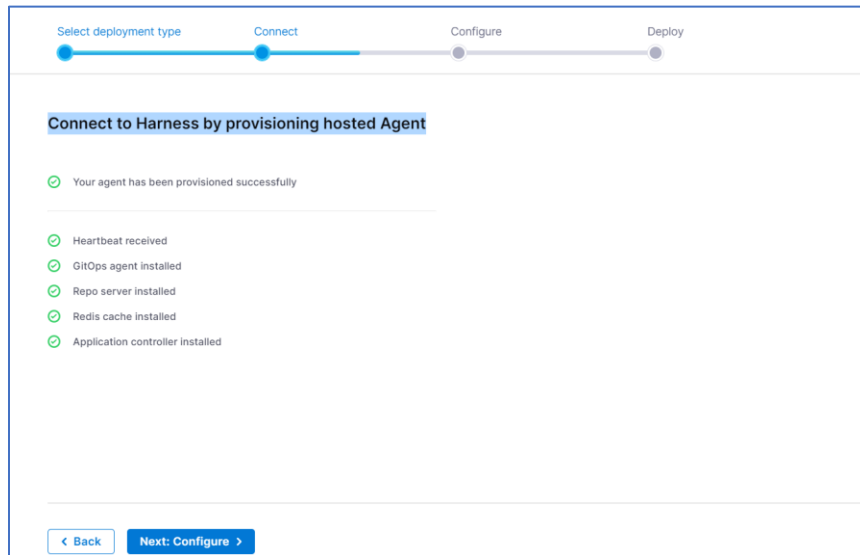 Select deployment type Connect Configure Deploy
Connect to Harness by provisioning hosted Agent
Your agent has been provisioned successfully
Heartbeat received
GitOps agent installed
Repo server installed
Redis cache installed
Application controller installed
< Back Next: Configure >